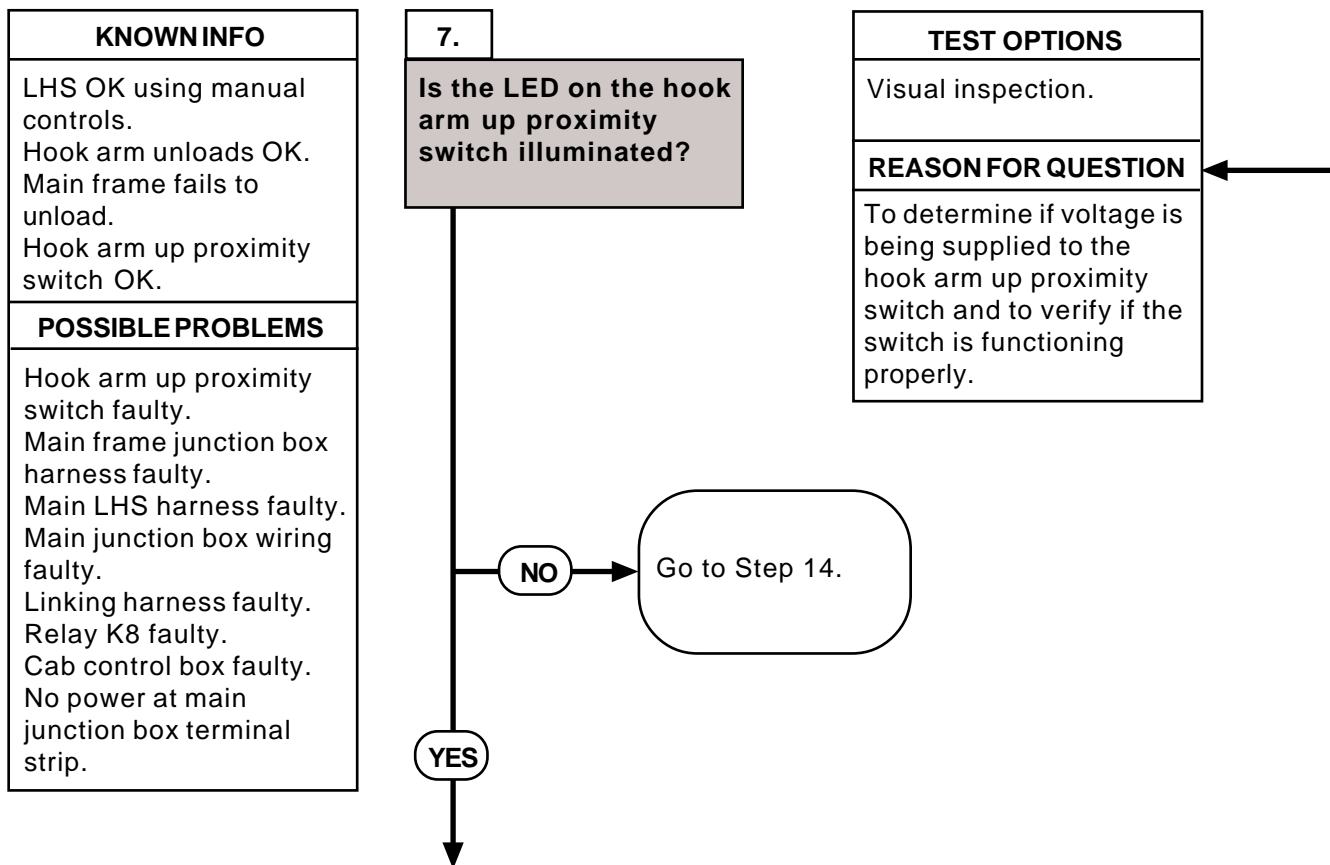 KNOWN INFO
LHS OK using manual
controls.
Hook arm unloads OK.
Main frame fails to
unload.
Hook arm up proximity
switch OK.
POSSIBLE PROBLEMS
Hook arm up proximity
switch faulty.
Main frame junction box
harness faulty.
Main LHS harness faulty.
Main junction box wiring
faulty.
Linking harness faulty.
Relay K8 faulty.
Cab control box faulty.
No power at main
junction box terminal
strip.
7.
Is the LED on the hook
arm up proximity
switch illuminated?
NO
Go to Step 14.
YES
TEST OPTIONS
Visual inspection.
REASON FOR QUESTION
To determine if voltage is
being supplied to the
hook arm up proximity
switch and to verify if the
switch is functioning
properly.